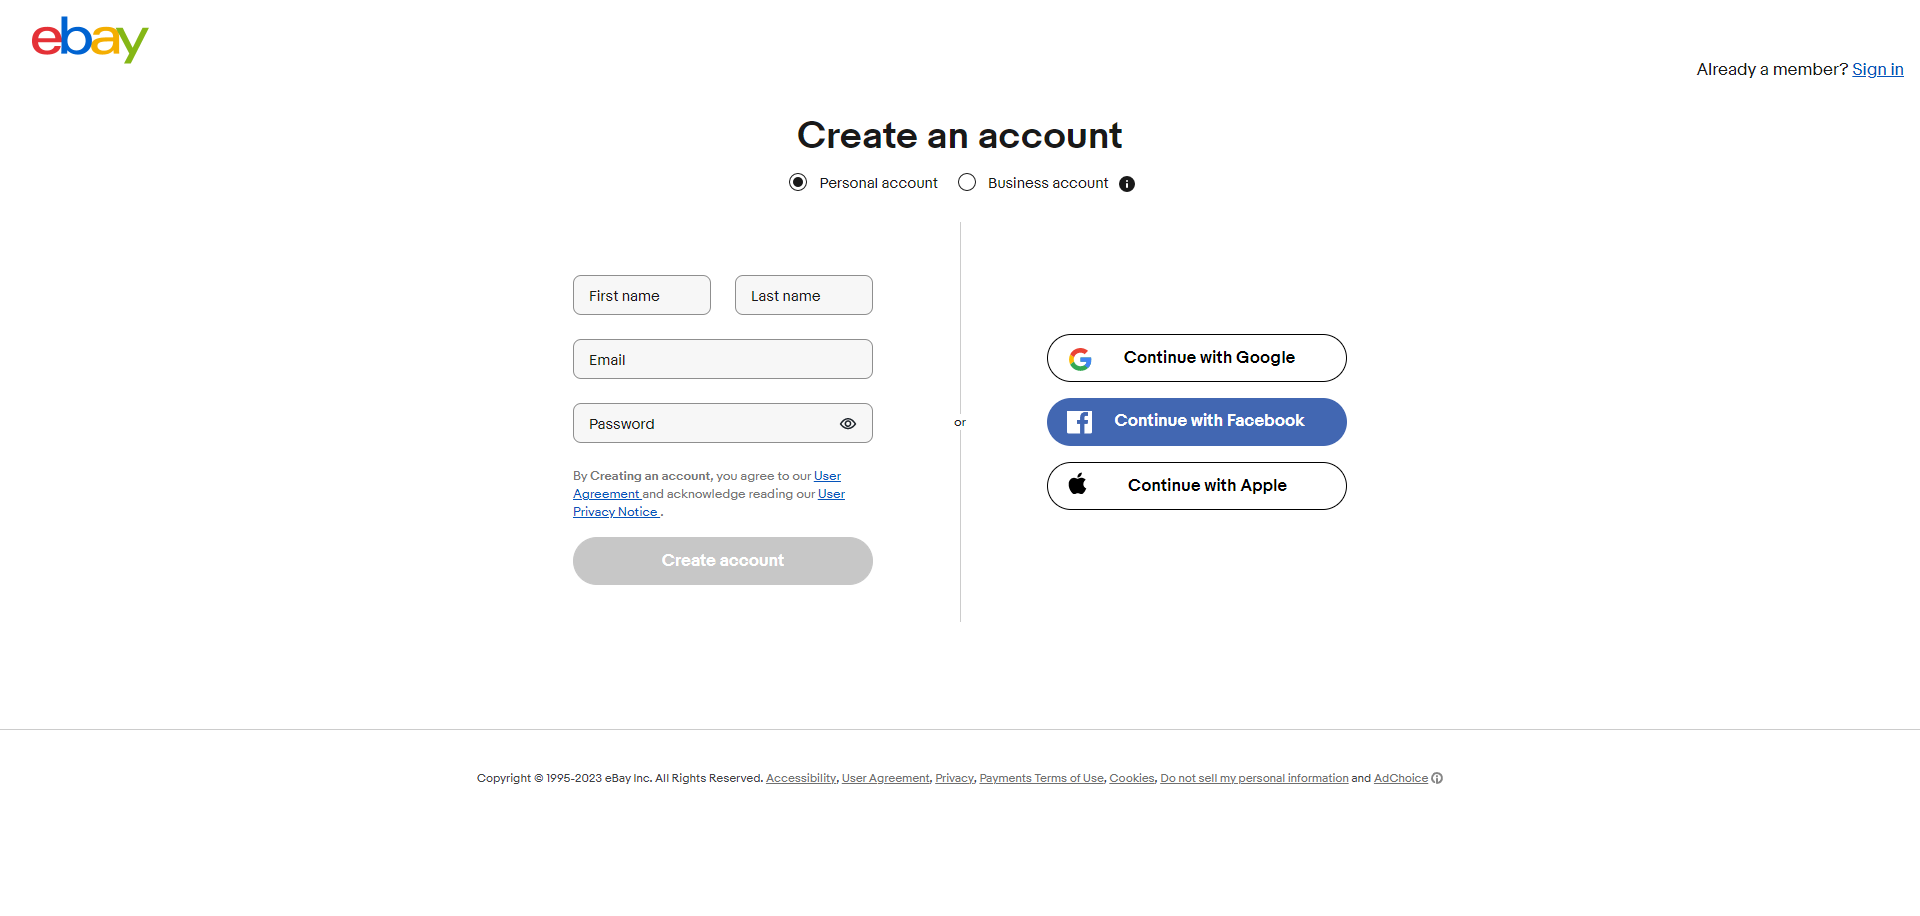 ebay
Already a member? Sign in
Create an account
Personal account Business account
First name Last name
Email
Password
By Creating an account, you agree to our User
Agreement and acknowledge reading our User
Privacy Notice .
Create account
or
Continue with Google
Continue with Facebook
Continue with Apple
Copyright © 1995-2023 eBay Inc. All Rights Reserved. Accessibility, User Agreement, Privacy, Payments Terms of Use, Cookies, Do not sell my personal information and AdChoice